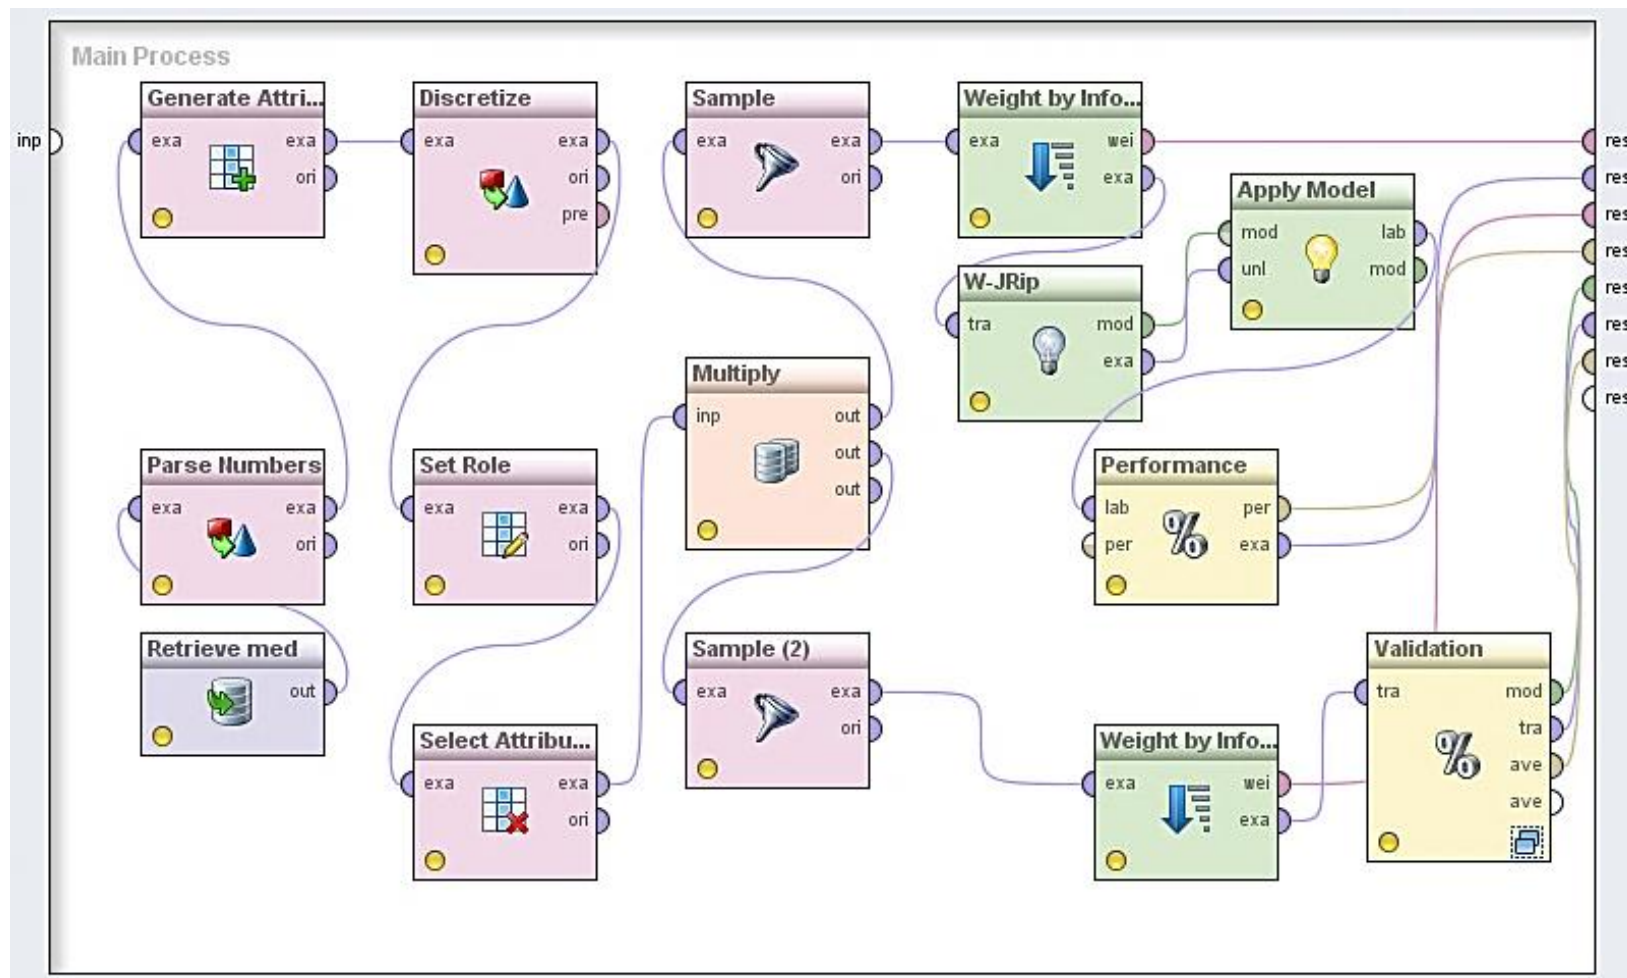 Main Process
inp
Generate Attri...
exa exa
ori
Discretize
exa exa
ori
pre
Sample
exa exa
ori
Weight by Info...
exa wei
exa
Apply Model
mod lab
unl mod
W-JRip
tra mod
exa
Multiply
inp out
out
out
Parse Numbers
exa exa
ori
Set Role
exa exa
ori
Performance
lab per
per exa
Retrieve med
out
Select Attribu...
exa exa
ori
Sample (2)
exa exa
ori
Weight by Info...
exa wei
exa
Validation
tra mod
tra
ave
ave
res
res
res
res
res
res
res
res